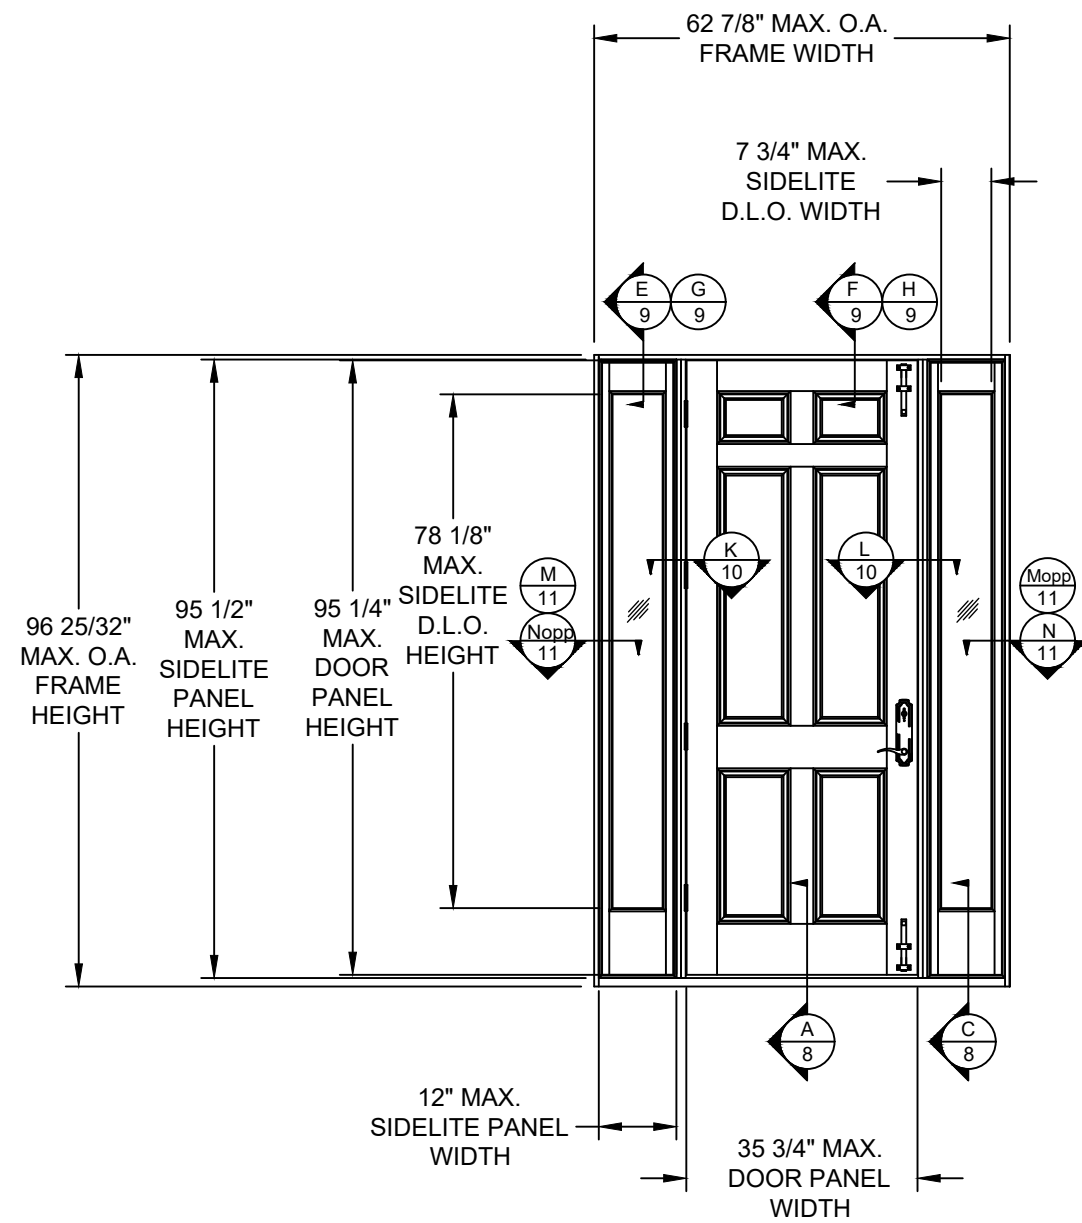 62 7/8" MAX. O.A.
FRAME WIDTH
7 3/4" MAX.
SIDELITE
D.L.O. WIDTH
E
9
G
9
F
9
H
9
78 1/8"
MAX.
SIDELITE
D.L.O.
HEIGHT
K
10
L
10
M
11
Nopp
11
Mopp
11
N
11
96 25/32"
MAX. O.A.
FRAME
HEIGHT
95 1/2"
MAX.
SIDELITE
PANEL
HEIGHT
95 1/4"
MAX.
DOOR
PANEL
HEIGHT
A
8
C
8
12" MAX.
SIDELITE PANEL
WIDTH
35 3/4" MAX.
DOOR PANEL
WIDTH